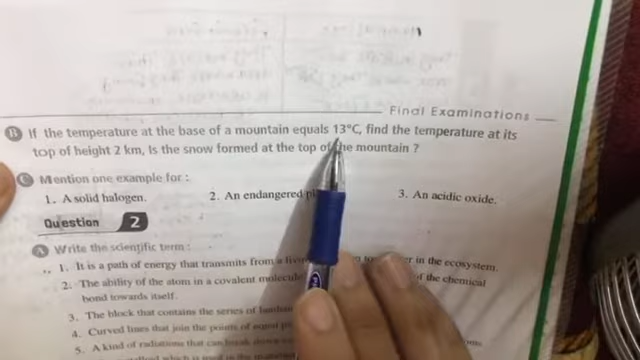 Final Examinations
B If the temperature at the base of a mountain equals 13°C, find the temperature at its
top of height 2 km, Is the snow formed at the top of the mountain ?
C Mention one example for :
1. A solid halogen. 2. An endangered 3. An acidic oxide.
Question 2
A Write the scientific term :
1. It is a path of energy that transmits from a in the ecosystem.
2. The ability of the atom in a covalent molecule of the chemical
bond towards itself.
3. The block that contains the series of
4. Curved lines that join the points of equal
5. A kind of radiations that can break down